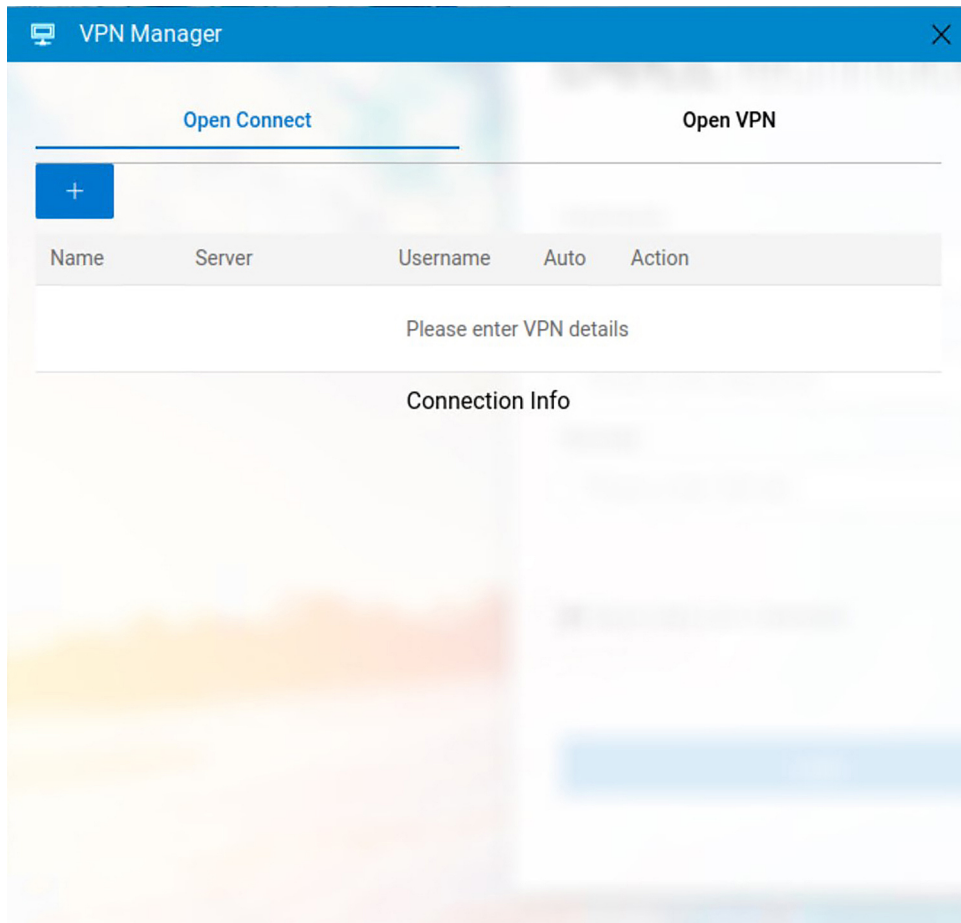 VPN Manager
Open Connect Open VPN
+
Name Server Username Auto Action
Please enter VPN details
Connection Info